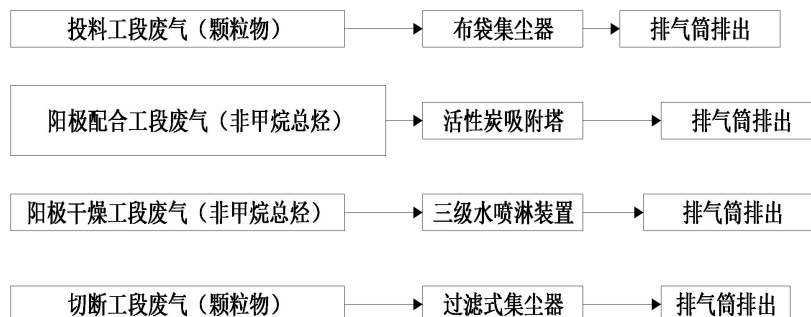 投料工段废气（颗粒物） 布袋集尘器 排气筒排出
阳极配合工段废气（非甲烷总烃） 活性炭吸附塔 排气筒排出
阳极干燥工段废气（非甲烷总烃） 三级水喷淋装置 排气筒排出
切断工段废气（颗粒物） 过滤式集尘器 排气筒排出